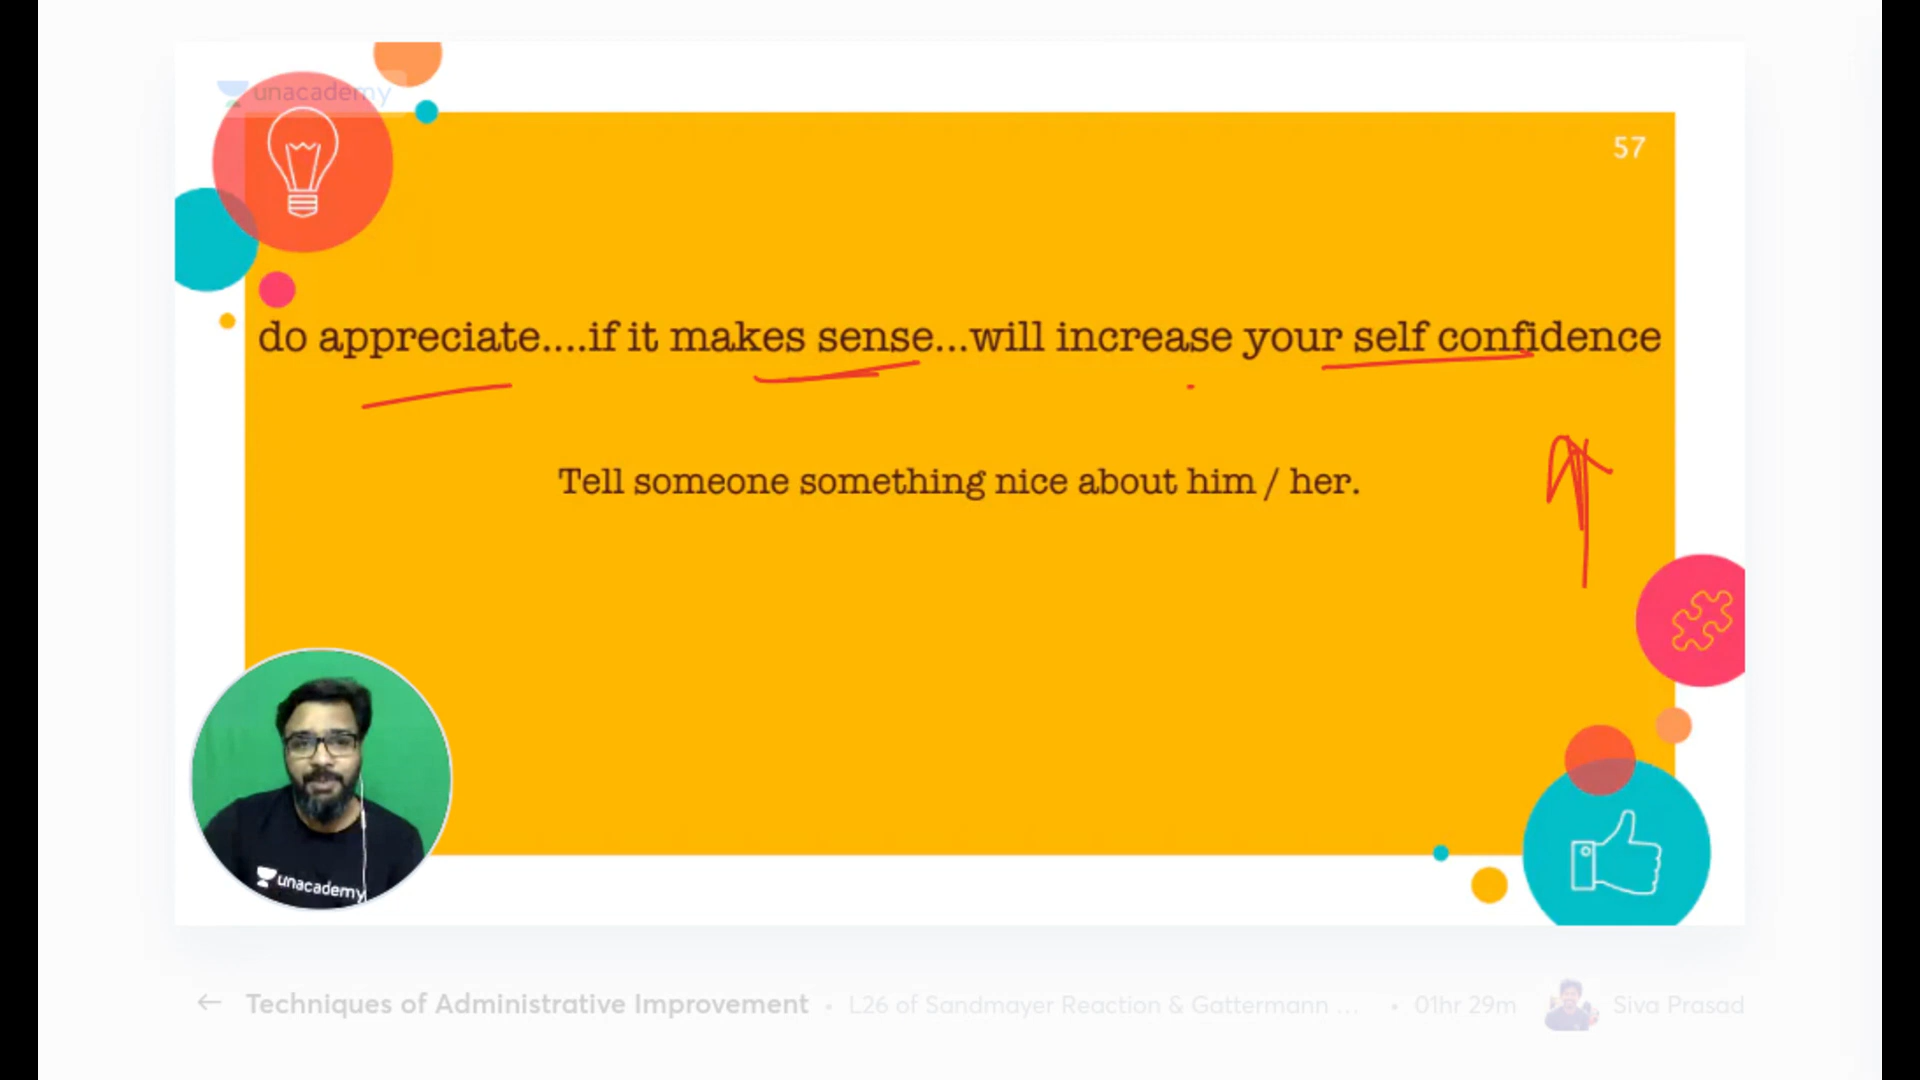 unacademy
57
do appreciate....if it makes sense...will increase your self confidence
Tell someone something nice about him / her.
unacademy
Techniques of Administrative Improvement • L26 of Sandmayer Reaction & Gattermann ... • 01hr 29m Siva Prasad